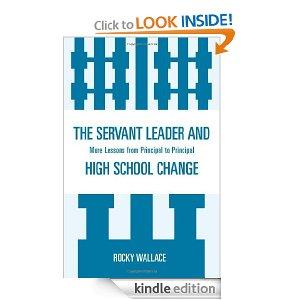 Click to
LOOK INSIDE!
THE SERVANT LEADER AND
More Lessons from Principal to Principal
HIGH SCHOOL CHANGE
ROCKY WALLACE
kindle edition